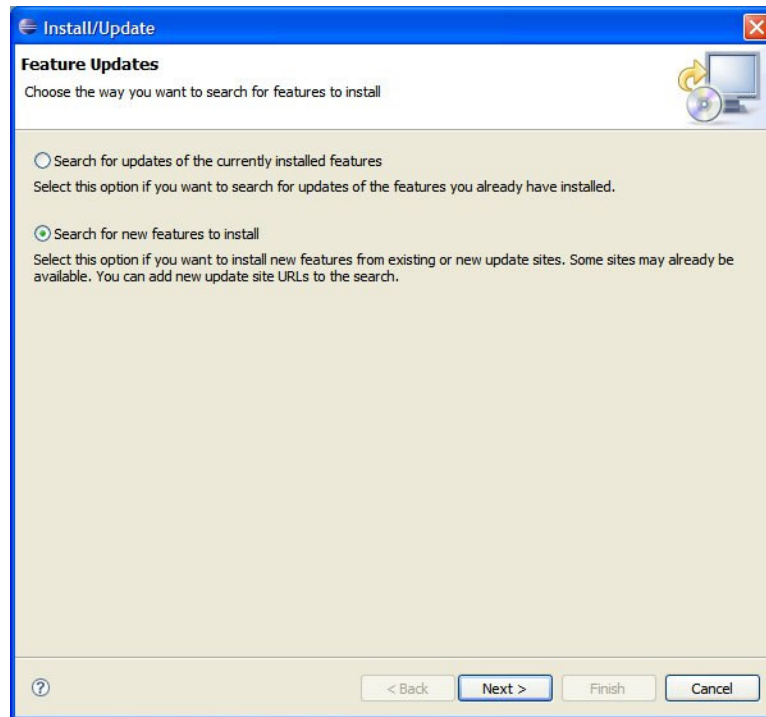 Install/Update
Feature Updates
Choose the way you want to search for features to install
Search for updates of the currently installed features
Select this option if you want to search for updates of the features you already have installed.
Search for new features to install
Select this option if you want to install new features from existing or new update sites. Some sites may already be
available. You can add new update site URLs to the search.
? < Back Next > Finish Cancel